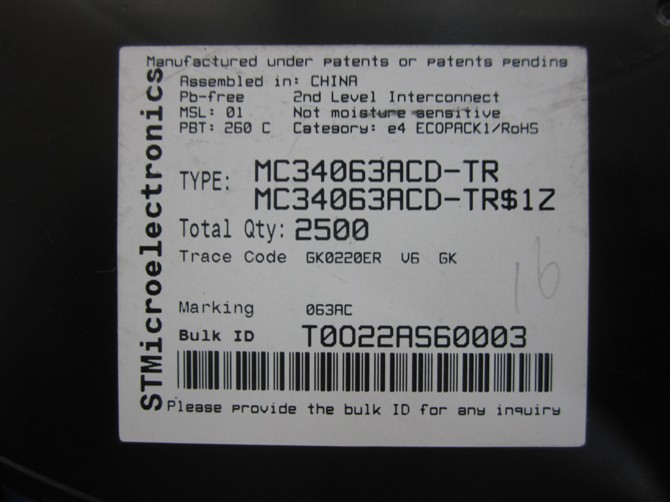 Manufactured under patents or patents pending
STMicroelectronics
Assembled in: CHINA
Pb-free 2nd Level Interconnect
MSL: 01 Not moisture sensitive
PBT: 260 C Category: e4 ECOPACK1/RoHS
TYPE: MC34063ACD-TR
MC34063ACD-TR$1Z
Total Qty: 2500
Trace Code GK0220ER V6 GK
16
Marking 063AC
Bulk ID T0022AS60003
Please provide the bulk ID for any inquiry